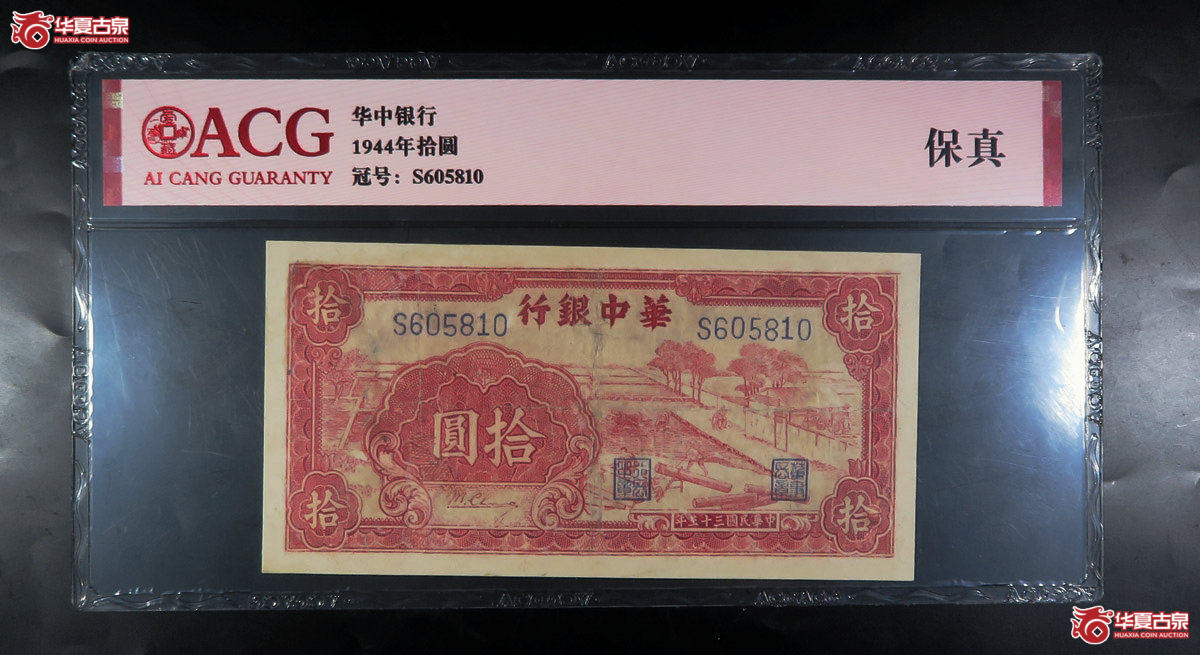 华夏古泉
HUAXIA COIN AUCTION
ACG
AI CANG GUARANTY
华中银行
1944年拾圆
冠号：S605810
保真
拾
行銀中華
拾
S605810
S605810
拾圓
拾
中華民國三十三年
拾
华夏古泉
HUAXIA COIN AUCTION